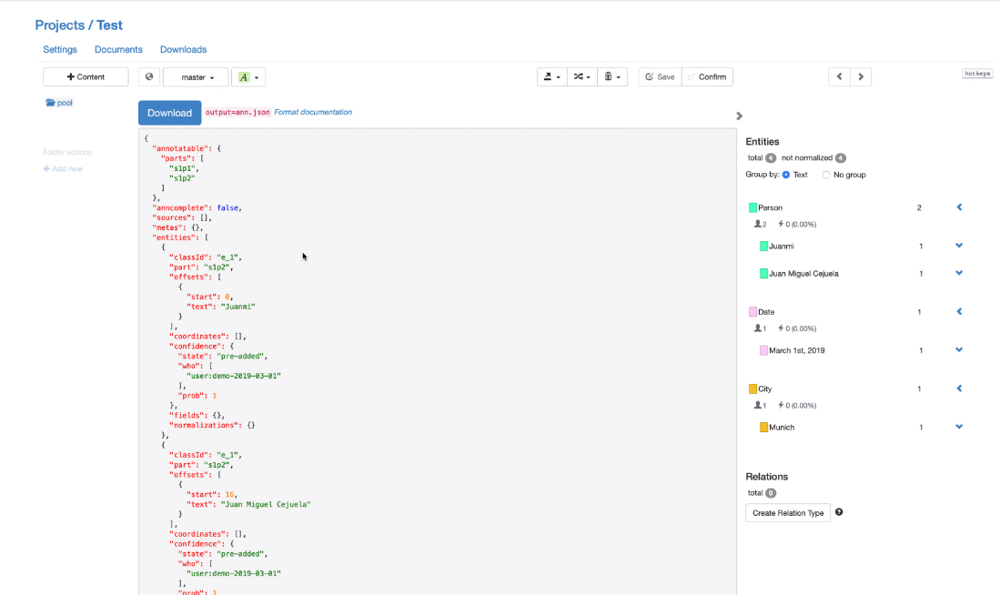 Projects / Test
Settings Documents Downloads
Content master A Save Confirm hotkeys
pool
Folder actions
Add new
Download output=ann.json Format documentation
{
"annotatable": {
"parts": [
"s1p1",
"s1p2"
]
},
"anncomplete": false,
"sources": [],
"metas": {},
"entities": [
{
"classId": "e_1",
"part": "s1p2",
"offsets": [
{
"start": 8,
"text": "Juanmi"
}
],
"coordinates": [],
"confidence": {
"state": "pre-added",
"who": [
"user:demo-2019-03-01"
],
"prob": 1
},
"fields": {},
"normalizations": {}
},
{
"classId": "e_1",
"part": "s1p2",
"offsets": [
{
"start": 16,
"text": "Juan Miguel Cejuela"
}
],
"coordinates": [],
"confidence": {
"state": "pre-added",
"who": [
"user:demo-2019-03-01"
],
"prob": 1
Entities
total 4 not normalized 4
Group by: Text No group
Person 2
2 0 (0.00%)
Juanmi 1
Juan Miguel Cejuela 1
Date 1
1 0 (0.00%)
March 1st, 2019 1
City 1
1 0 (0.00%)
Munich 1
Relations
total 0
Create Relation Type ?